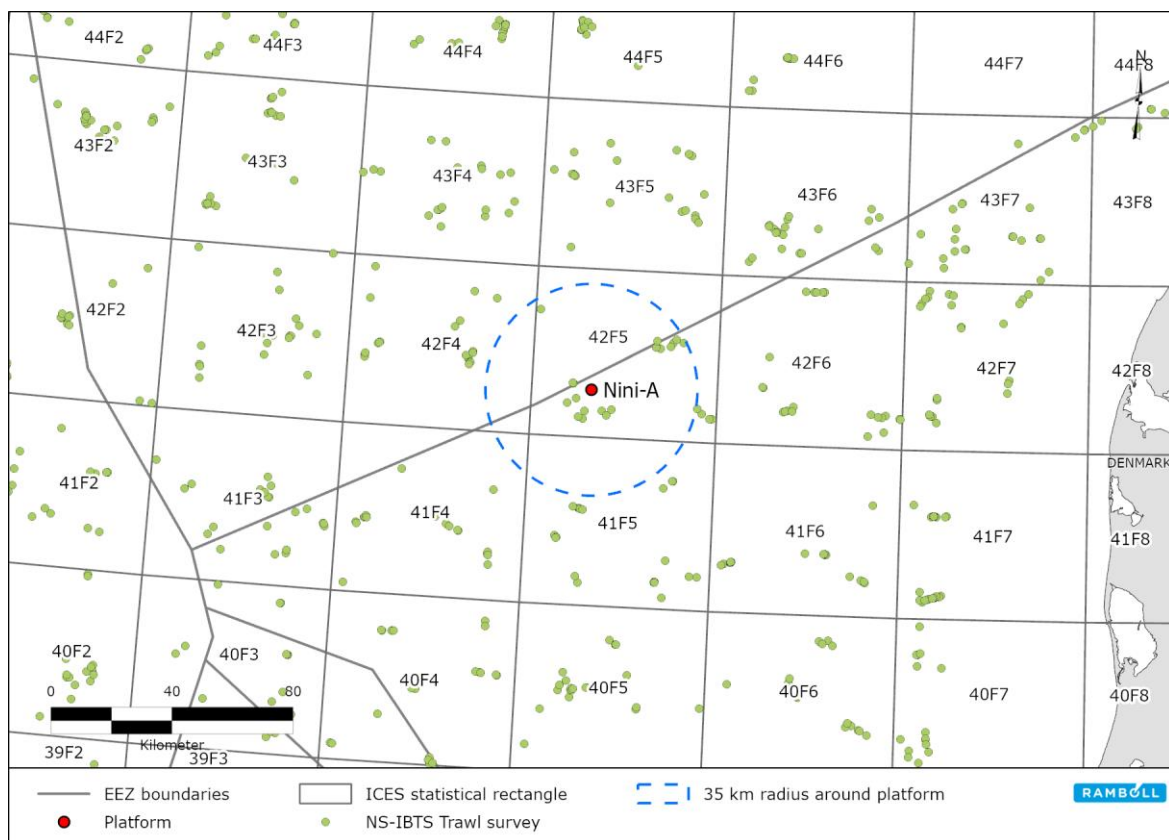 44F2
44F3
44F4
44F5
44F6
44F7
44F8
N
43F2
43F3
43F4
43F5
43F6
43F7
43F8
42F2
42F3
42F4
42F5
42F6
42F7
42F8
Nini-A
DENMARK
41F2
41F3
41F4
41F5
41F6
41F7
41F8
40F2
40F3
40F4
40F5
40F6
40F7
40F8
0 40 80
Kilometer
39F2
39F3
EEZ boundaries
ICES statistical rectangle
35 km radius around platform
RAMBOLL
Platform
NS-IBTS Trawl survey